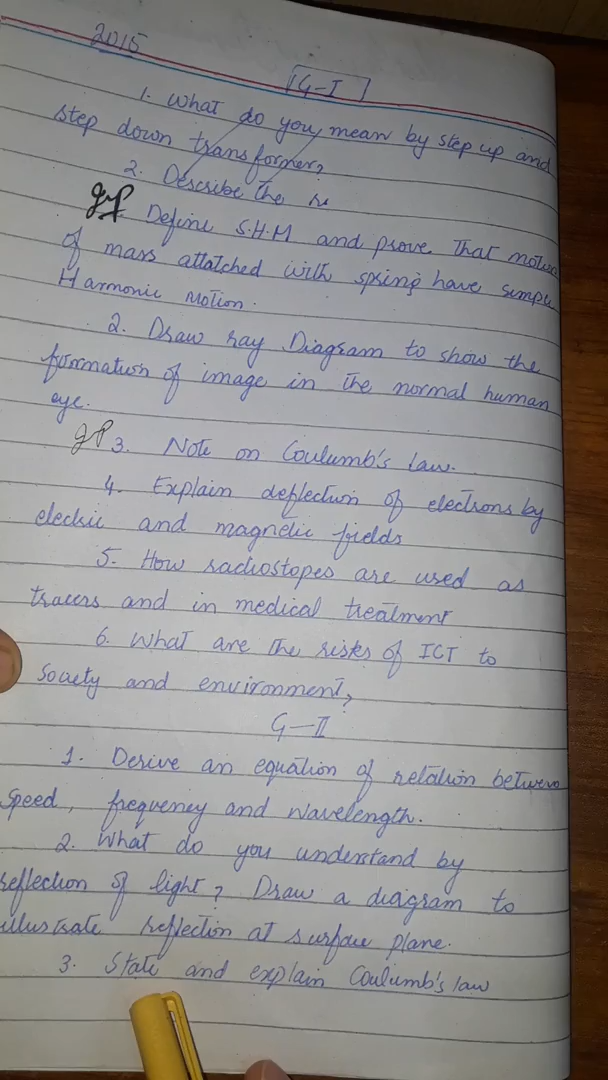 2015
G-I
1. What do you mean by step up and
step down transformer?
2. Describe the
Define S.H.M and prove that
of mass attatched with spring have simple
Harmonic Motion.
2. Draw ray Diagram to show the
formation of image in the normal human
eye.
3. Note on Coulumb's law.
4. Explain deflection of electrons by
electric and magnetic fields
5. How radiostopes are used as
tracers and in medical treatment
6. What are the risks of ICT to
Society and environment?
G-II
1. Derive an equation of relation between
Speed, frequency and wavelength.
2. What do you understand by
reflection of light? Draw a diagram to
illustrate reflection at surface plane.
3. State and explain Coulumb's law